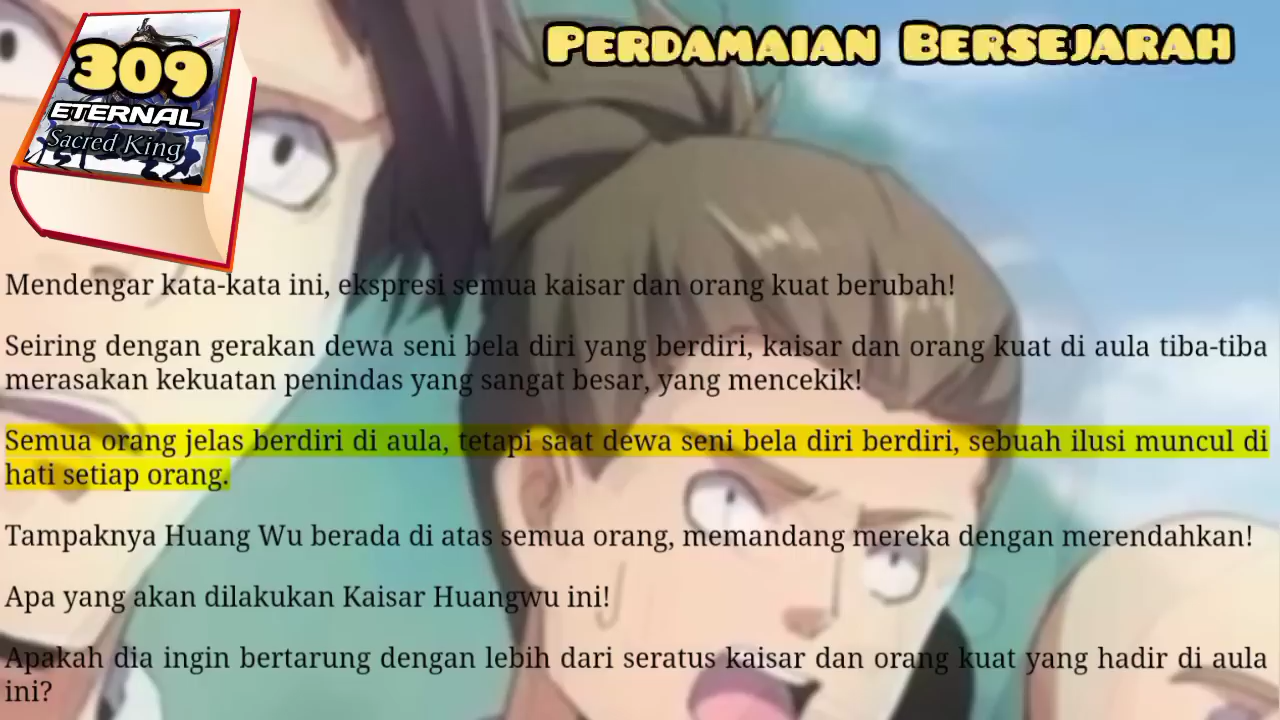 PERDAMAIAN BERSEJARAH
309
ETERNAL
Sacred King
Mendengar kata-kata ini, ekspresi semua kaisar dan orang kuat berubah!
Seiring dengan gerakan dewa seni bela diri yang berdiri, kaisar dan orang kuat di aula tiba-tiba
merasakan kekuatan penindas yang sangat besar, yang mencekik!
Semua orang jelas berdiri di aula, tetapi saat dewa seni bela diri berdiri, sebuah ilusi muncul di
hati setiap orang.
Tampaknya Huang Wu berada di atas semua orang, memandang mereka dengan merendahkan!
Apa yang akan dilakukan Kaisar Huangwu ini!
Apakah dia ingin bertarung dengan lebih dari seratus kaisar dan orang kuat yang hadir di aula
ini?